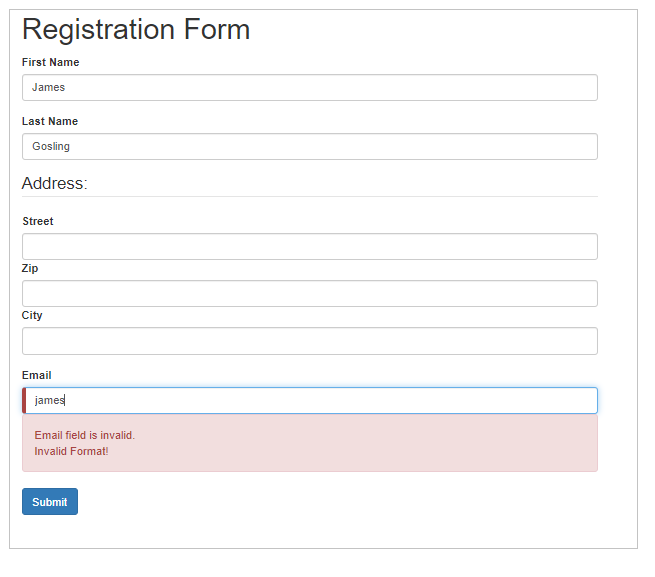 Registration Form
First Name
James
Last Name
Gosling
Address:
Street
Zip
City
Email
james
Email field is invalid.
Invalid Format!
Submit